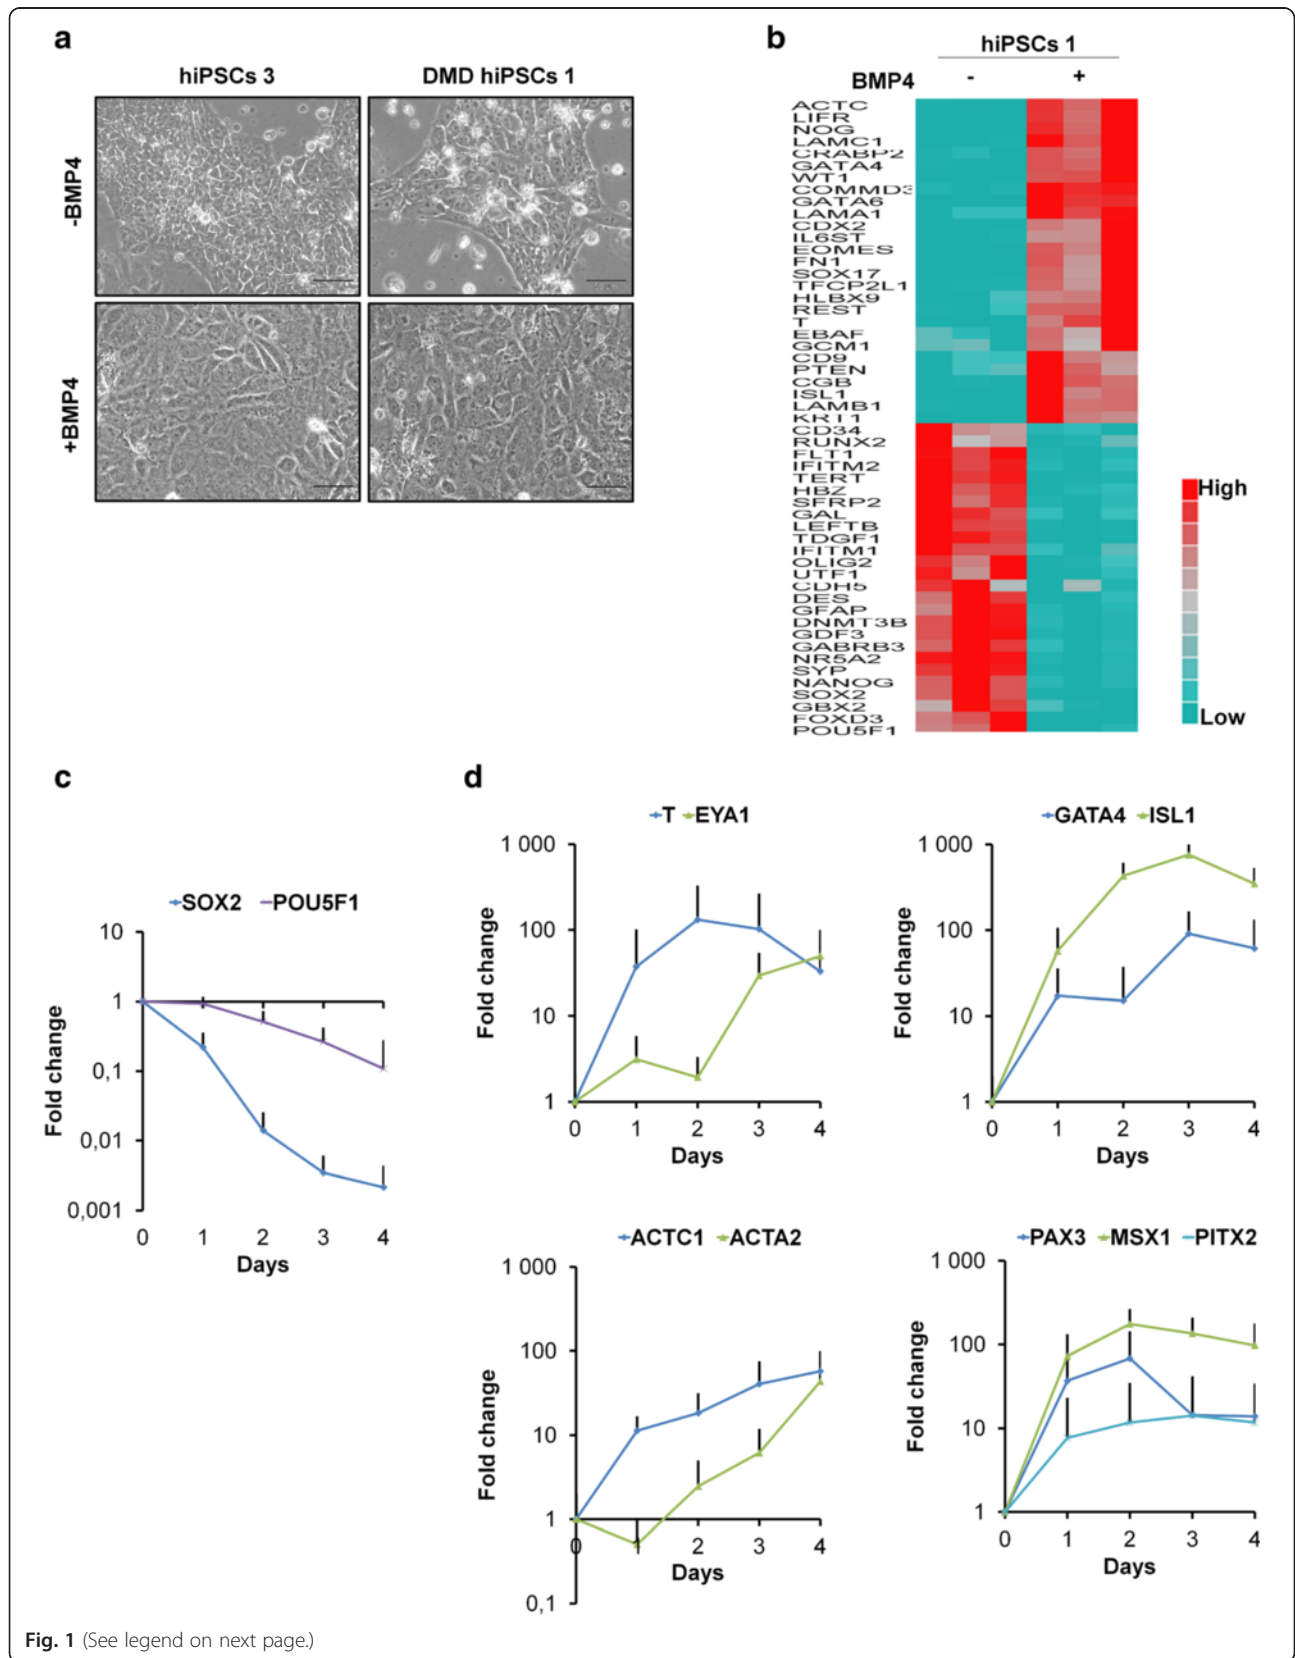 a
hiPSCs 3
DMD hiPSCs 1
-BMP4
+BMP4
b
hiPSCs 1
BMP4 - +
ACTC
LIFR
NOG
LAMC1
CRABP2
GATA4
WT1
COMMD3
GATA6
LAMA1
CDX2
IL6ST
EOMES
FN1
SOX17
TFCP2L1
HLBX9
REST
T
EBAF
GCM1
CD9
PTEN
CGB
ISL1
LAMB1
KRT1
CD34
RUNX2
FLT1
IFITM2
TERT
HBZ
SFRP2
GAL
LEFTB
TDGF1
IFITM1
OLIG2
UTF1
CDH5
DES
GFAP
DNMT3B
GDF3
GABRB3
NR5A2
SYP
NANOG
SOX2
GBX2
FOXD3
POU5F1
High
Low
c
SOX2 POU5F1
Fold change
10
1
0,1
0,01
0,001
0 1 2 3 4
Days
d
T EYA1
Fold change
1 000
100
10
1
0 1 2 3 4
Days
GATA4 ISL1
Fold change
1 000
100
10
1
0 1 2 3 4
Days
ACTC1 ACTA2
Fold change
1 000
100
10
1
0,1
0 1 2 3 4
Days
PAX3 MSX1 PITX2
Fold change
1 000
100
10
1
0 1 2 3 4
Days
Fig. 1 (See legend on next page.)